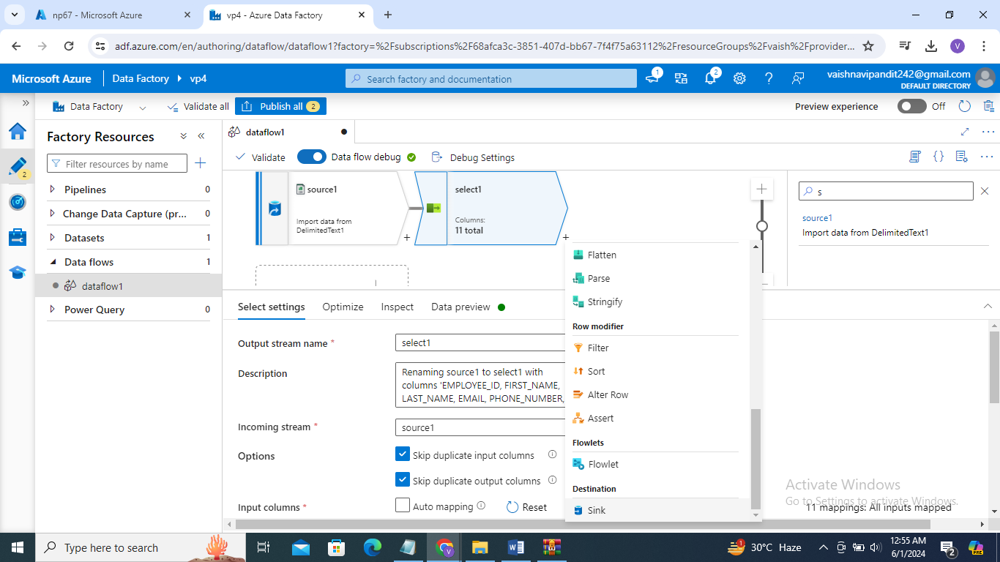 np67 - Microsoft Azure
vp4 - Azure Data Factory
adf.azure.com/en/authoring/dataflow/dataflow1?factory=%2Fsubscriptions%2F68afca3c-3851-407d-bb67-7f4f75a63112%2FresourceGroups%2Fvaish%2Fprovider...
V
Microsoft Azure
Data Factory
vp4
Search factory and documentation
1
2
vaishnavipandit242@gmail.com
DEFAULT DIRECTORY
Data Factory
Validate all
Publish all 2
Preview experience
Off
Factory Resources
2
Filter resources by name
Pipelines 0
Change Data Capture (pr... 0
Datasets 1
Data flows 1
dataflow1
Power Query 0
dataflow1
Validate
Data flow debug
Debug Settings
source1
Import data from
DelimitedText1
select1
Columns:
11 total
s
source1
Import data from DelimitedText1
Flatten
Parse
Stringify
Row modifier
Filter
Sort
Alter Row
Assert
Flowlets
Flowlet
Destination
Sink
Select settings
Optimize
Inspect
Data preview
Output stream name *
select1
Description
Renaming source1 to select1 with
columns 'EMPLOYEE_ID, FIRST_NAME,
LAST_NAME, EMAIL, PHONE_NUMBER,
Incoming stream *
source1
Options
Skip duplicate input columns
Skip duplicate output columns
Input columns *
Auto mapping
Reset
11 mappings: All inputs mapped
Activate Windows
Go to Settings to activate Windows.
Type here to search
V
1
30°C Haze
12:55 AM
6/1/2024
2
PRE